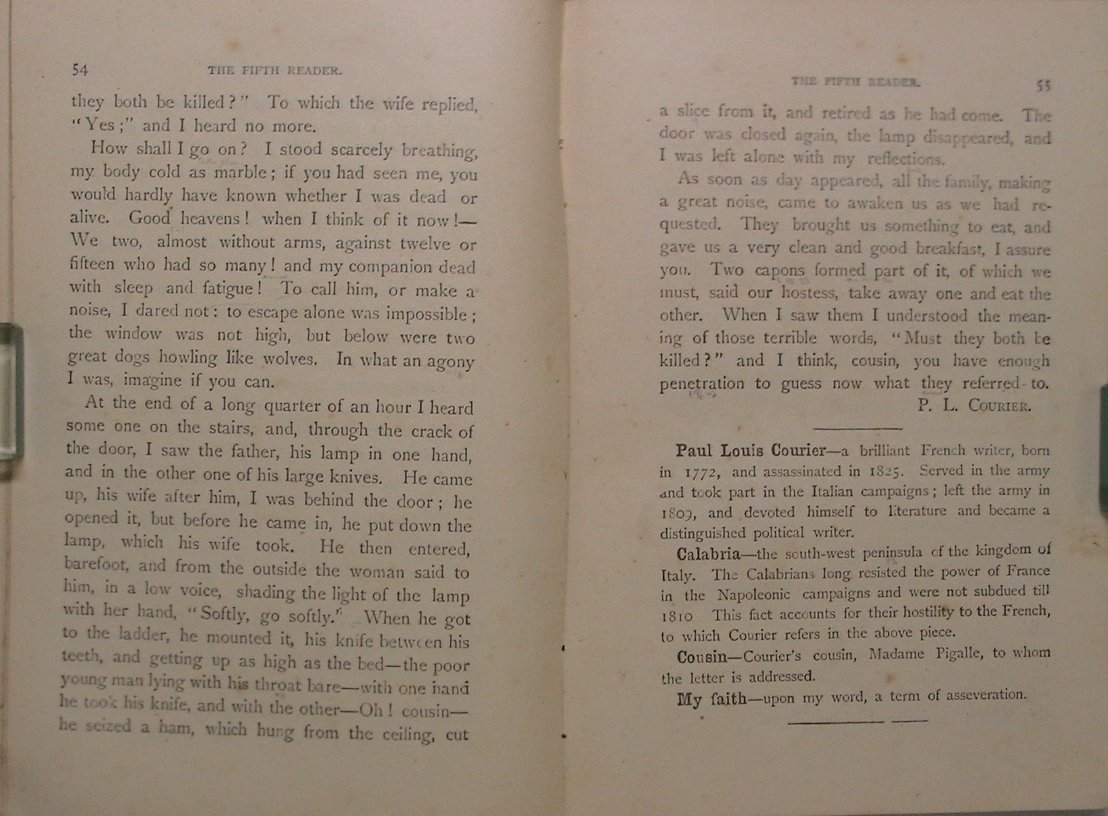 54
THE FIFTH READER.
they both be killed?" To which the wife replied,
"Yes;" and I heard no more.
How shall I go on? I stood scarcely breathing,
my body cold as marble; if you had seen me, you
would hardly have known whether I was dead or
alive. Good heavens! when I think of it now!—
We two, almost without arms, against twelve or
fifteen who had so many! and my companion dead
with sleep and fatigue! To call him, or make a
noise, I dared not: to escape alone was impossible;
the window was not high, but below were two
great dogs howling like wolves. In what an agony
I was, imagine if you can.
At the end of a long quarter of an hour I heard
some one on the stairs, and, through the crack of
the door, I saw the father, his lamp in one hand,
and in the other one of his large knives. He came
up, his wife after him, I was behind the door; he
opened it, but before he came in, he put down the
lamp, which his wife took. He then entered,
barefoot, and from the outside the woman said to
him, in a low voice, shading the light of the lamp
with her hand, "Softly, go softly." When he got
to the ladder, he mounted it, his knife between his
teeth, and getting up as high as the bed—the poor
young man lying with his throat bare—with one hand
he took his knife, and with the other—Oh! cousin—
he seized a ham, which hung from the ceiling, cut
THE FIFTH READER.
55
a slice from it, and retired as he had come. The
door was closed again, the lamp disappeared, and
I was left alone with my reflections.
As soon as day appeared, all the family, making
a great noise, came to awaken us as we had re-
quested. They brought us something to eat, and
gave us a very clean and good breakfast, I assure
you. Two capons formed part of it, of which we
must, said our hostess, take away one and eat the
other. When I saw them I understood the mean-
ing of those terrible words, "Must they both be
killed?" and I think, cousin, you have enough
penetration to guess now what they referred to.
P. L. COURIER.
Paul Louis Courier—a brilliant French writer, born
in 1772, and assassinated in 1825. Served in the army
and took part in the Italian campaigns; left the army in
1809, and devoted himself to literature and became a
distinguished political writer.
Calabria—the south-west peninsula of the kingdom of
Italy. The Calabrians long resisted the power of France
in the Napoleonic campaigns and were not subdued till
1810 This fact accounts for their hostility to the French,
to which Courier refers in the above piece.
Cousin—Courier's cousin, Madame Pigalle, to whom
the letter is addressed.
My faith—upon my word, a term of asseveration.